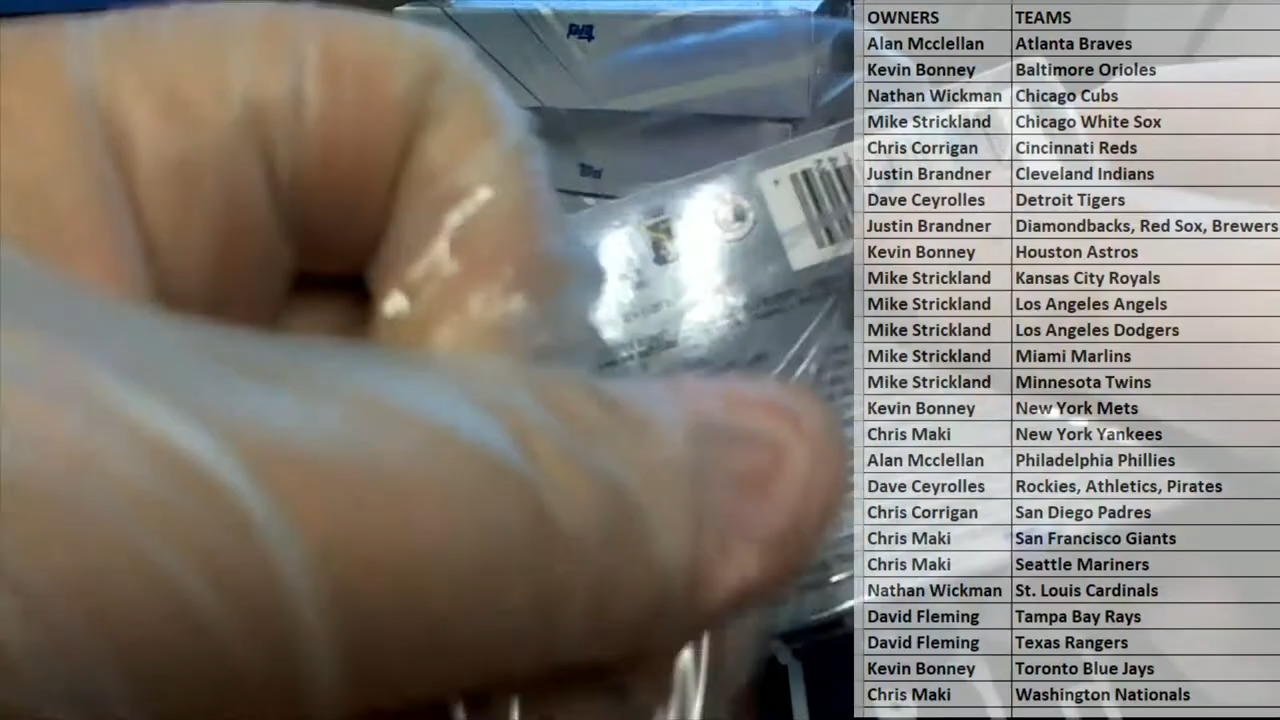 OWNERS TEAMS
Alan Mcclellan Atlanta Braves
Kevin Bonney Baltimore Orioles
Nathan Wickman Chicago Cubs
Mike Strickland Chicago White Sox
Chris Corrigan Cincinnati Reds
Justin Brandner Cleveland Indians
Dave Ceyrolles Detroit Tigers
Justin Brandner Diamondbacks, Red Sox, Brewers
Kevin Bonney Houston Astros
Mike Strickland Kansas City Royals
Mike Strickland Los Angeles Angels
Mike Strickland Los Angeles Dodgers
Mike Strickland Miami Marlins
Mike Strickland Minnesota Twins
Kevin Bonney New York Mets
Chris Maki New York Yankees
Alan Mcclellan Philadelphia Phillies
Dave Ceyrolles Rockies, Athletics, Pirates
Chris Corrigan San Diego Padres
Chris Maki San Francisco Giants
Chris Maki Seattle Mariners
Nathan Wickman St. Louis Cardinals
David Fleming Tampa Bay Rays
David Fleming Texas Rangers
Kevin Bonney Toronto Blue Jays
Chris Maki Washington Nationals